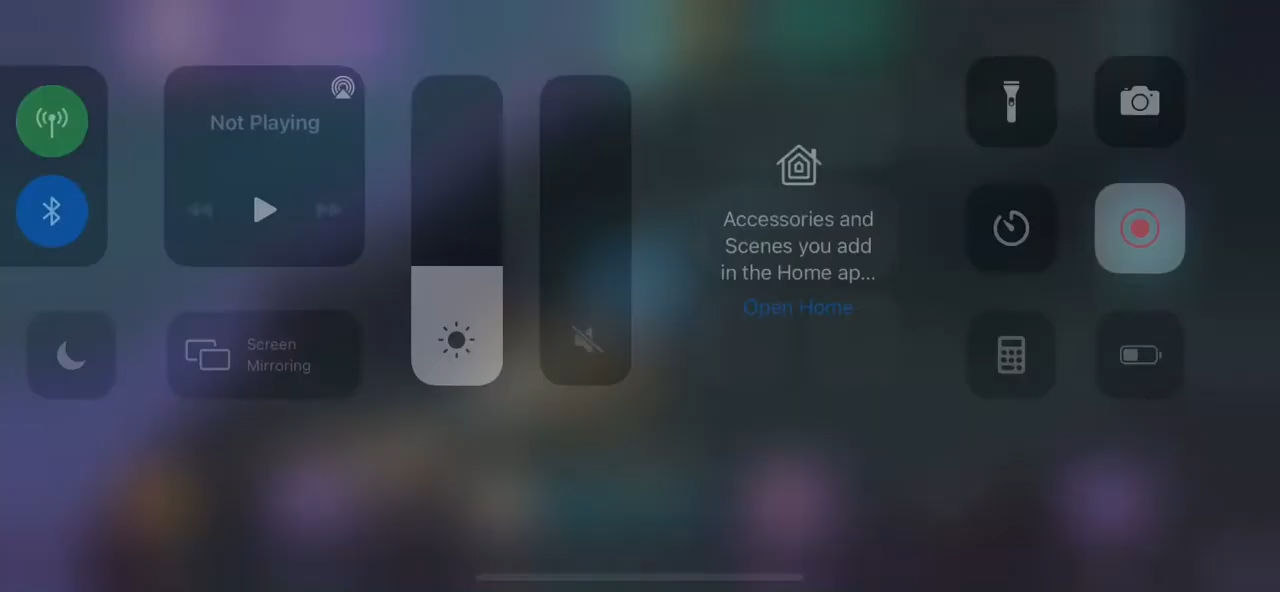 Not Playing
Screen
Mirroring
Accessories and
Scenes you add
in the Home ap...
Open Home